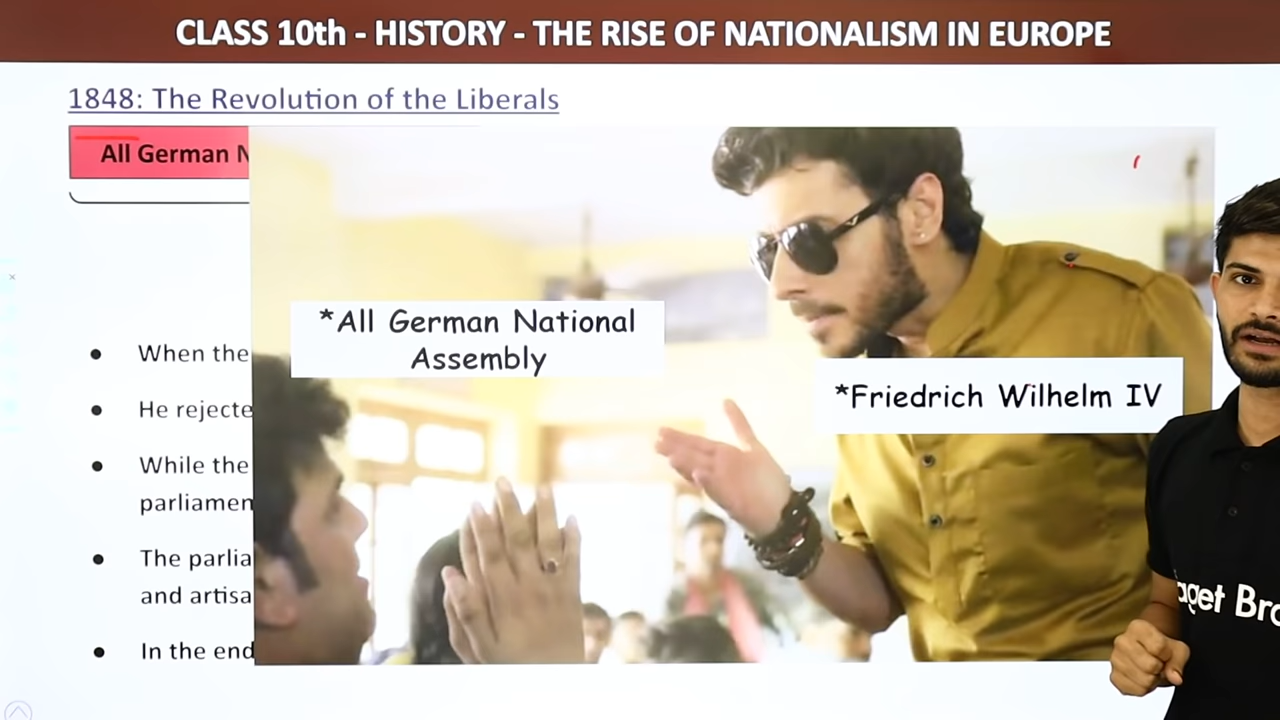 CLASS 10th - HISTORY - THE RISE OF NATIONALISM IN EUROPE
1848: The Revolution of the Liberals
All German N
*All German National
Assembly
*Friedrich Wilhelm IV
• When the
• He rejecte
• While the
parliamen
• The parlia
and artisa
• In the end
aget Bro